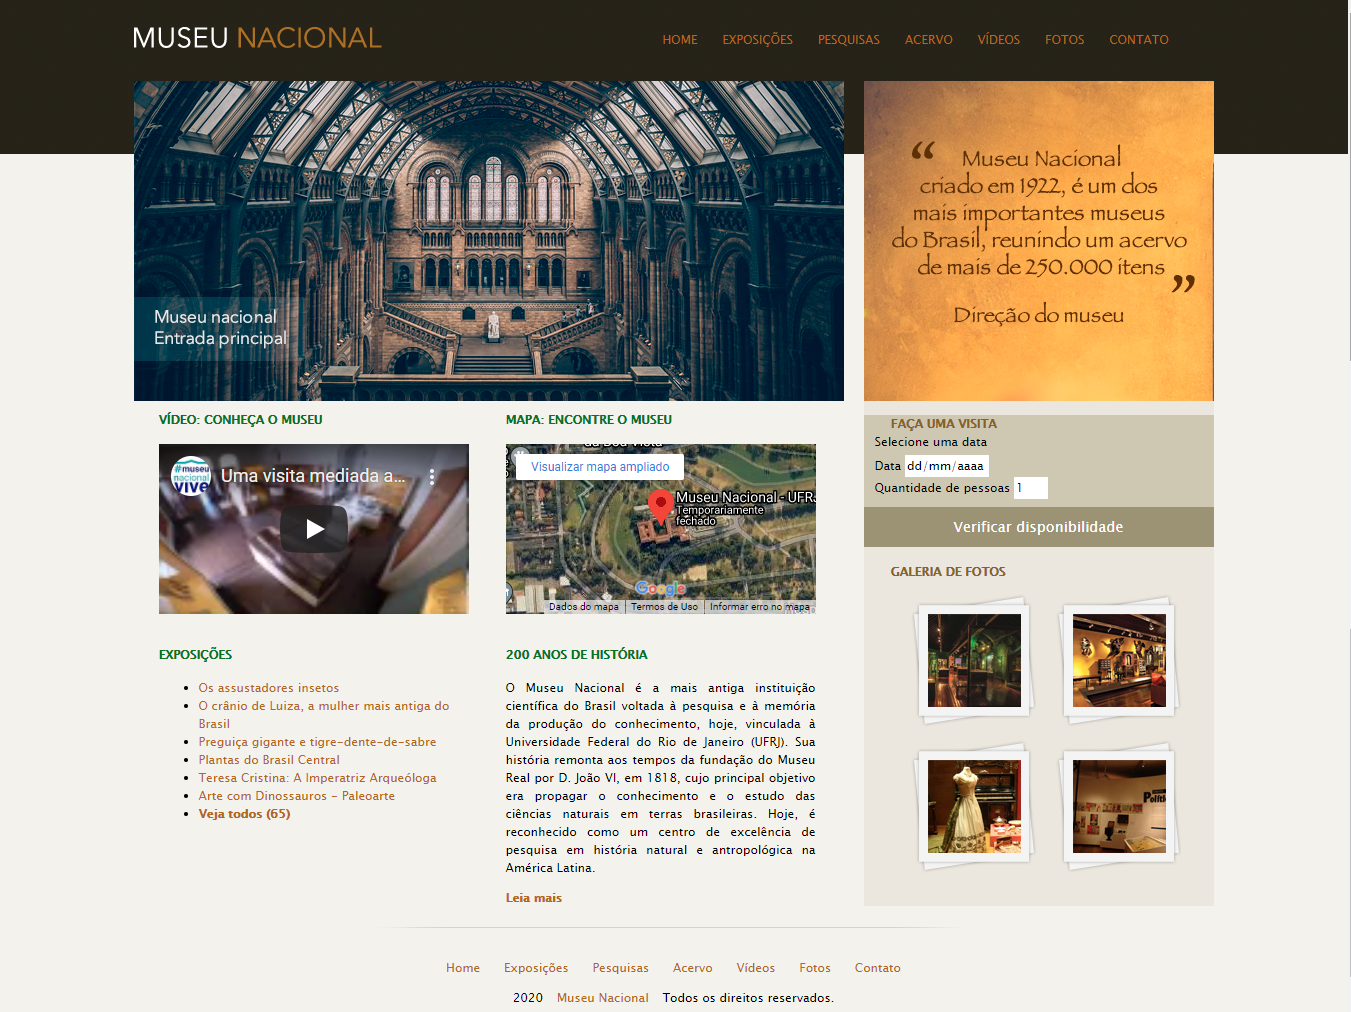 MUSEU NACIONAL
HOME EXPOSIÇÕES PESQUISAS ACERVO VÍDEOS FOTOS CONTATO
Museu nacional
Entrada principal
“ Museu Nacional
criado em 1922, é um dos
mais importantes museus
do Brasil, reunindo um acervo
de mais de 250.000 itens ”
Direção do museu
VÍDEO: CONHEÇA O MUSEU
#museu
nacional
vive
Uma visita mediada a...
MAPA: ENCONTRE O MUSEU
da Boa Vista
Visualizar mapa ampliado
Museu Nacional - UFRJ
Temporariamente
fechado
Google
Dados do mapa Termos de Uso Informar erro no mapa
FAÇA UMA VISITA
Selecione uma data
Data dd/mm/aaaa
Quantidade de pessoas 1
Verificar disponibilidade
GALERIA DE FOTOS
Polít
EXPOSIÇÕES
Os assustadores insetos
O crânio de Luiza, a mulher mais antiga do
Brasil
Preguiça gigante e tigre-dente-de-sabre
Plantas do Brasil Central
Teresa Cristina: A Imperatriz Arqueóloga
Arte com Dinossauros - Paleoarte
Veja todos (65)
200 ANOS DE HISTÓRIA
O Museu Nacional é a mais antiga instituição
científica do Brasil voltada à pesquisa e à memória
da produção do conhecimento, hoje, vinculada à
Universidade Federal do Rio de Janeiro (UFRJ). Sua
história remonta aos tempos da fundação do Museu
Real por D. João VI, em 1818, cujo principal objetivo
era propagar o conhecimento e o estudo das
ciências naturais em terras brasileiras. Hoje, é
reconhecido como um centro de excelência de
pesquisa em história natural e antropológica na
América Latina.
Leia mais
Home Exposições Pesquisas Acervo Vídeos Fotos Contato
2020 Museu Nacional Todos os direitos reservados.